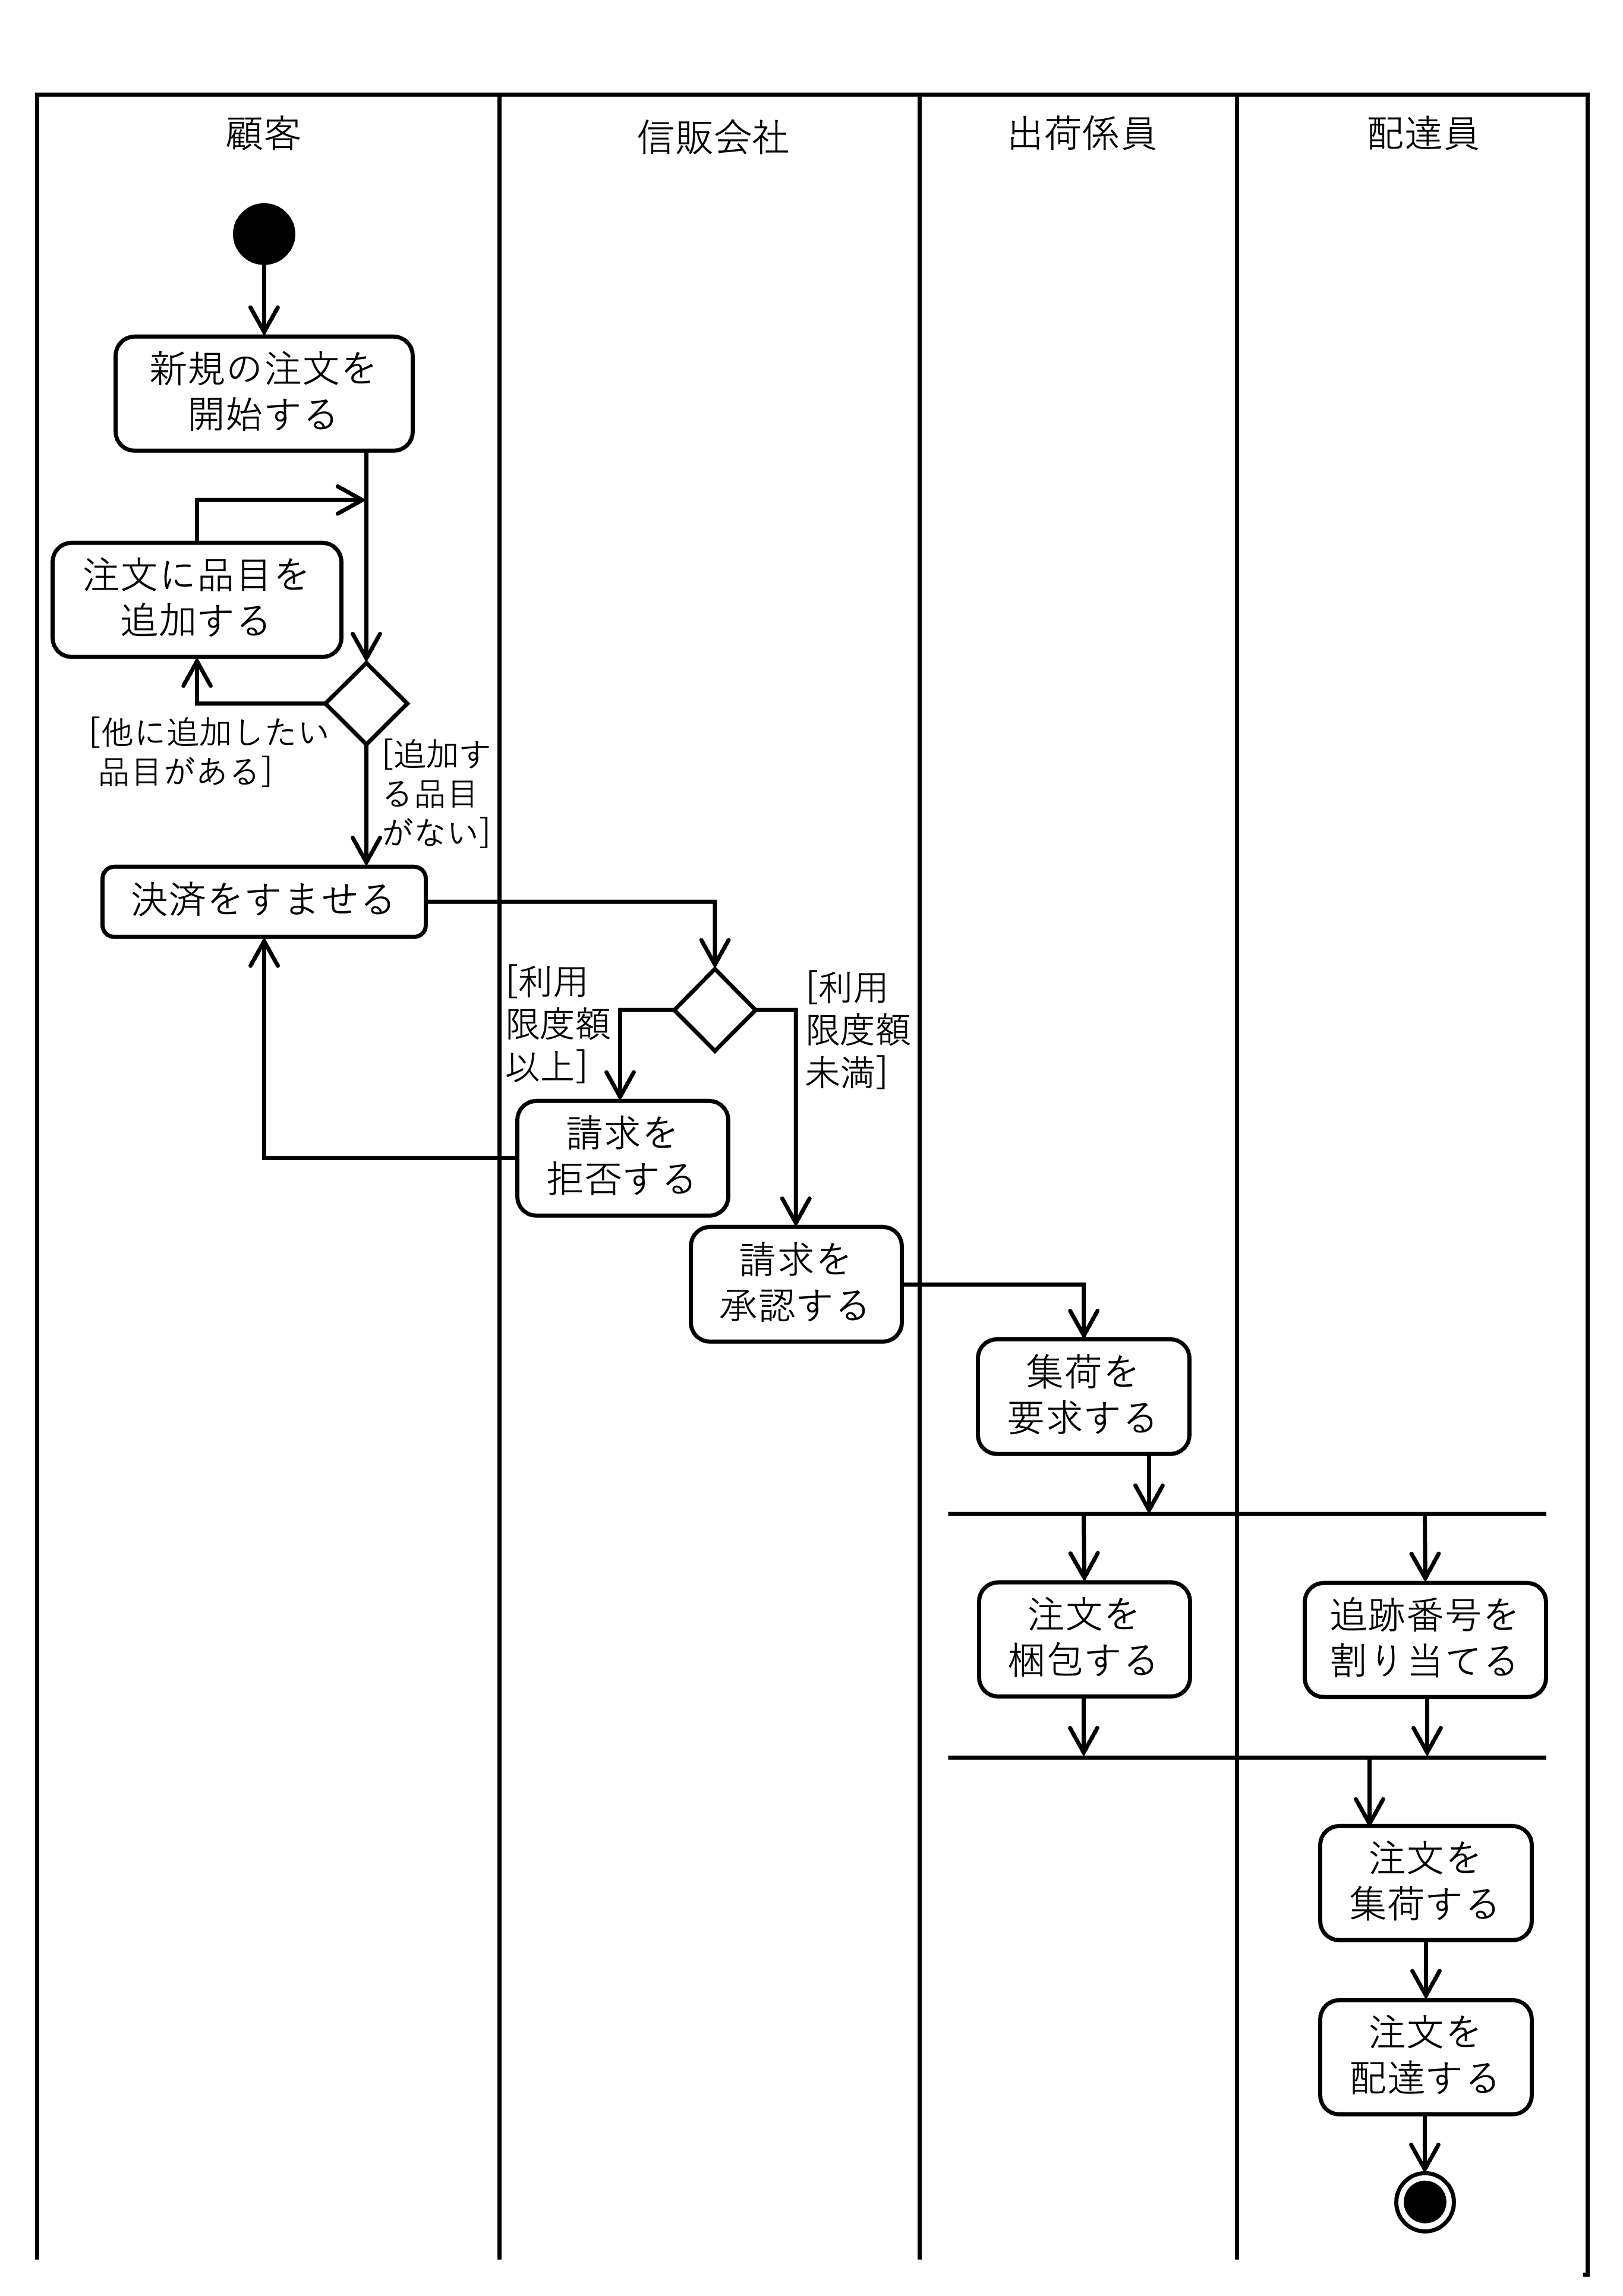 顧客
信販会社
出荷係員
配達員
新規の注文を
開始する
注文に品目を
追加する
[他に追加したい
品目がある]
[追加す
る品目
がない]
決済をすませる
[利用
限度額
以上]
[利用
限度額
未満]
請求を
拒否する
請求を
承認する
集荷を
要求する
注文を
梱包する
追跡番号を
割り当てる
注文を
集荷する
注文を
配達する